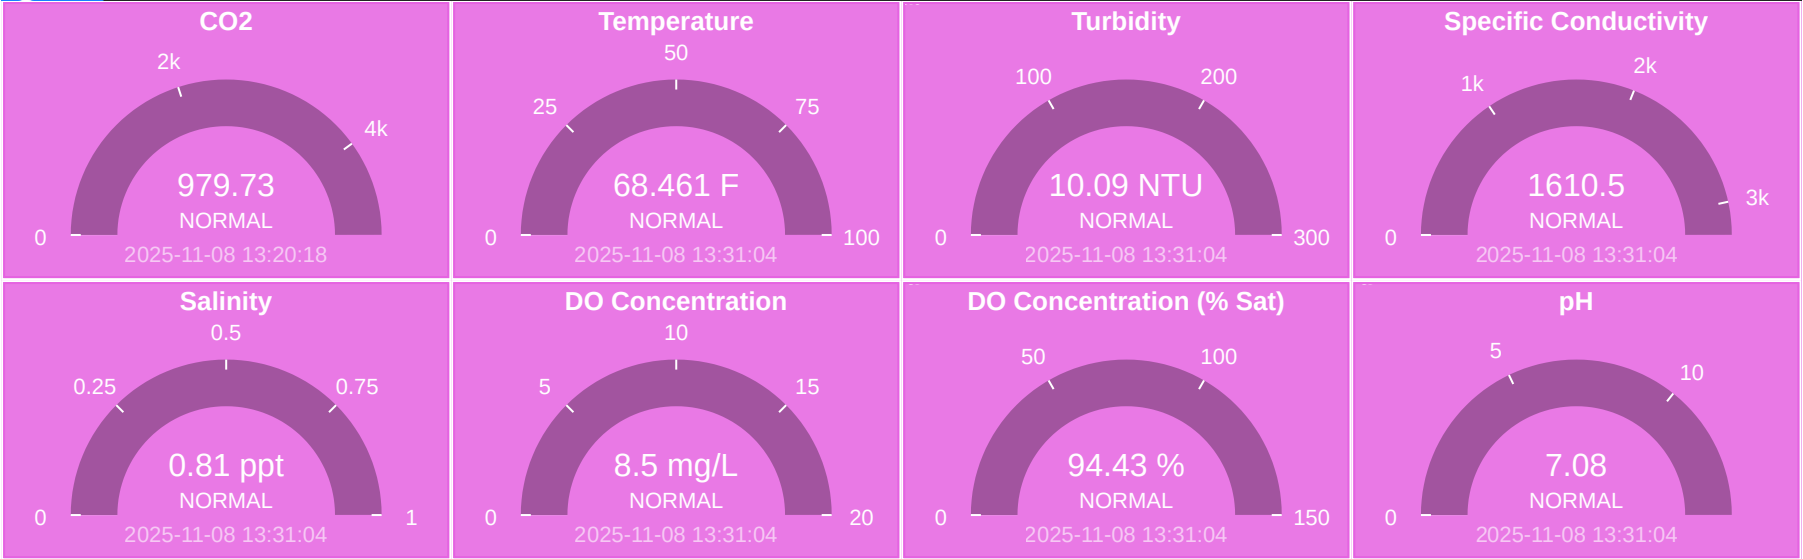 CO2
2k
4k
0
979.73
NORMAL
2025-11-08 13:20:18
Temperature
50
25
75
0
100
68.461 F
NORMAL
2025-11-08 13:31:04
Turbidity
100
200
0
300
10.09 NTU
NORMAL
2025-11-08 13:31:04
Specific Conductivity
1k
2k
3k
0
1610.5
NORMAL
2025-11-08 13:31:04
Salinity
0.5
0.25
0.75
0
1
0.81 ppt
NORMAL
2025-11-08 13:31:04
DO Concentration
10
5
15
0
20
8.5 mg/L
NORMAL
2025-11-08 13:31:04
DO Concentration (% Sat)
50
100
0
150
94.43 %
NORMAL
2025-11-08 13:31:04
pH
5
10
0
7.08
NORMAL
2025-11-08 13:31:04